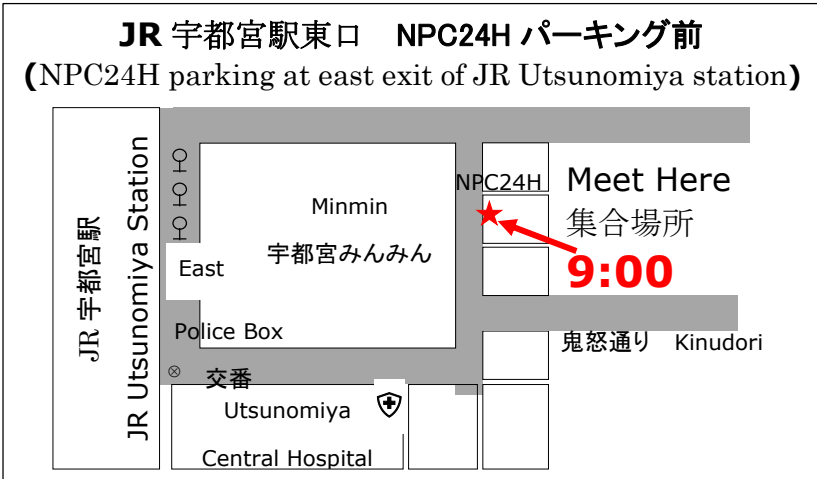 JR 宇都宮駅東口　NPC24H パーキング前
(NPC24H parking at east exit of JR Utsunomiya station)
JR 宇都宮駅
JR Utsunomiya Station
East
Minmin
宇都宮みんみん
NPC24H
Meet Here
集合場所
9:00
Police Box
交番
鬼怒通り Kinudori
Utsunomiya
Central Hospital